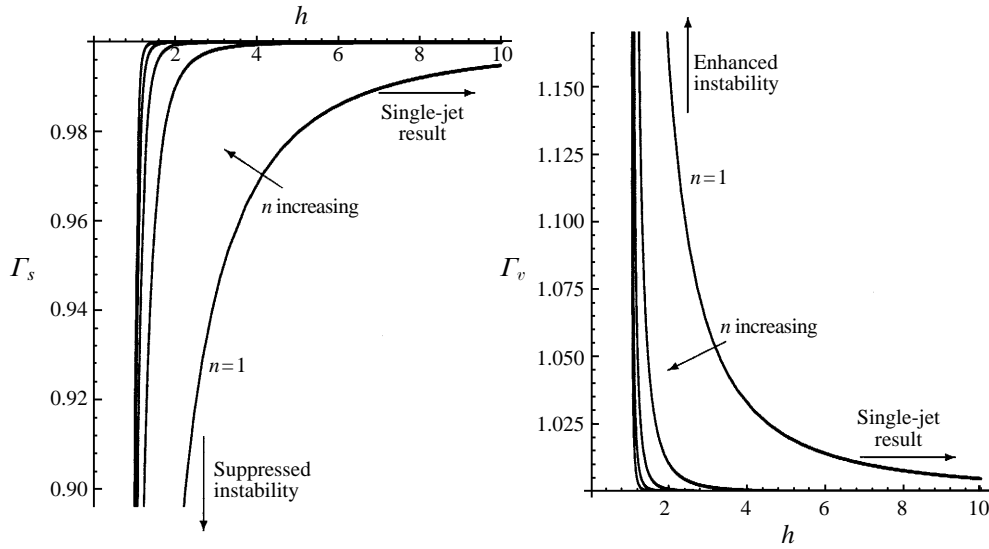 h
2 4 6 8 10
0.98
0.96
Γs
0.94
0.92
0.90
Single-jet
result
n increasing
n=1
Suppressed
instability
1.150
1.125
1.100
Γv
1.075
1.050
1.025
Enhanced
instability
n=1
n increasing
Single-jet
result
2 4 6 8 10
h